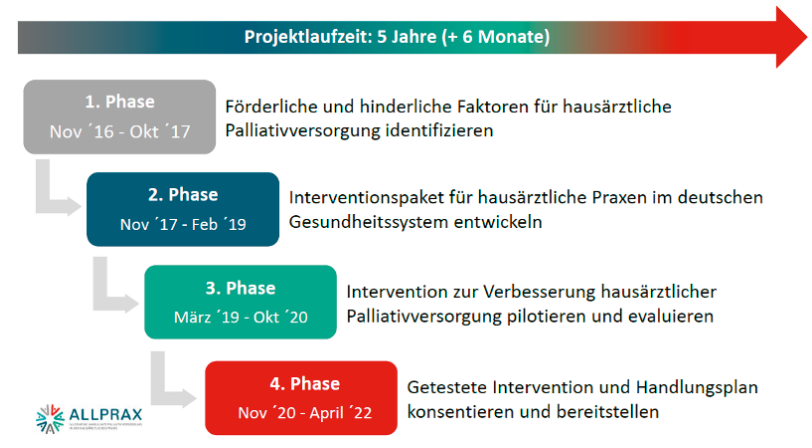 Projektlaufzeit: 5 Jahre (+ 6 Monate)
1. Phase
Nov ´16 - Okt ´17
Förderliche und hinderliche Faktoren für hausärztliche
Palliativversorgung identifizieren
2. Phase
Nov ´17 - Feb ´19
Interventionspaket für hausärztliche Praxen im deutschen
Gesundheitssystem entwickeln
3. Phase
März ´19 - Okt ´20
Intervention zur Verbesserung hausärztlicher
Palliativversorgung pilotieren und evaluieren
4. Phase
Nov ´20 - April ´22
Getestete Intervention und Handlungsplan
konsentieren und bereitstellen
ALLPRAX